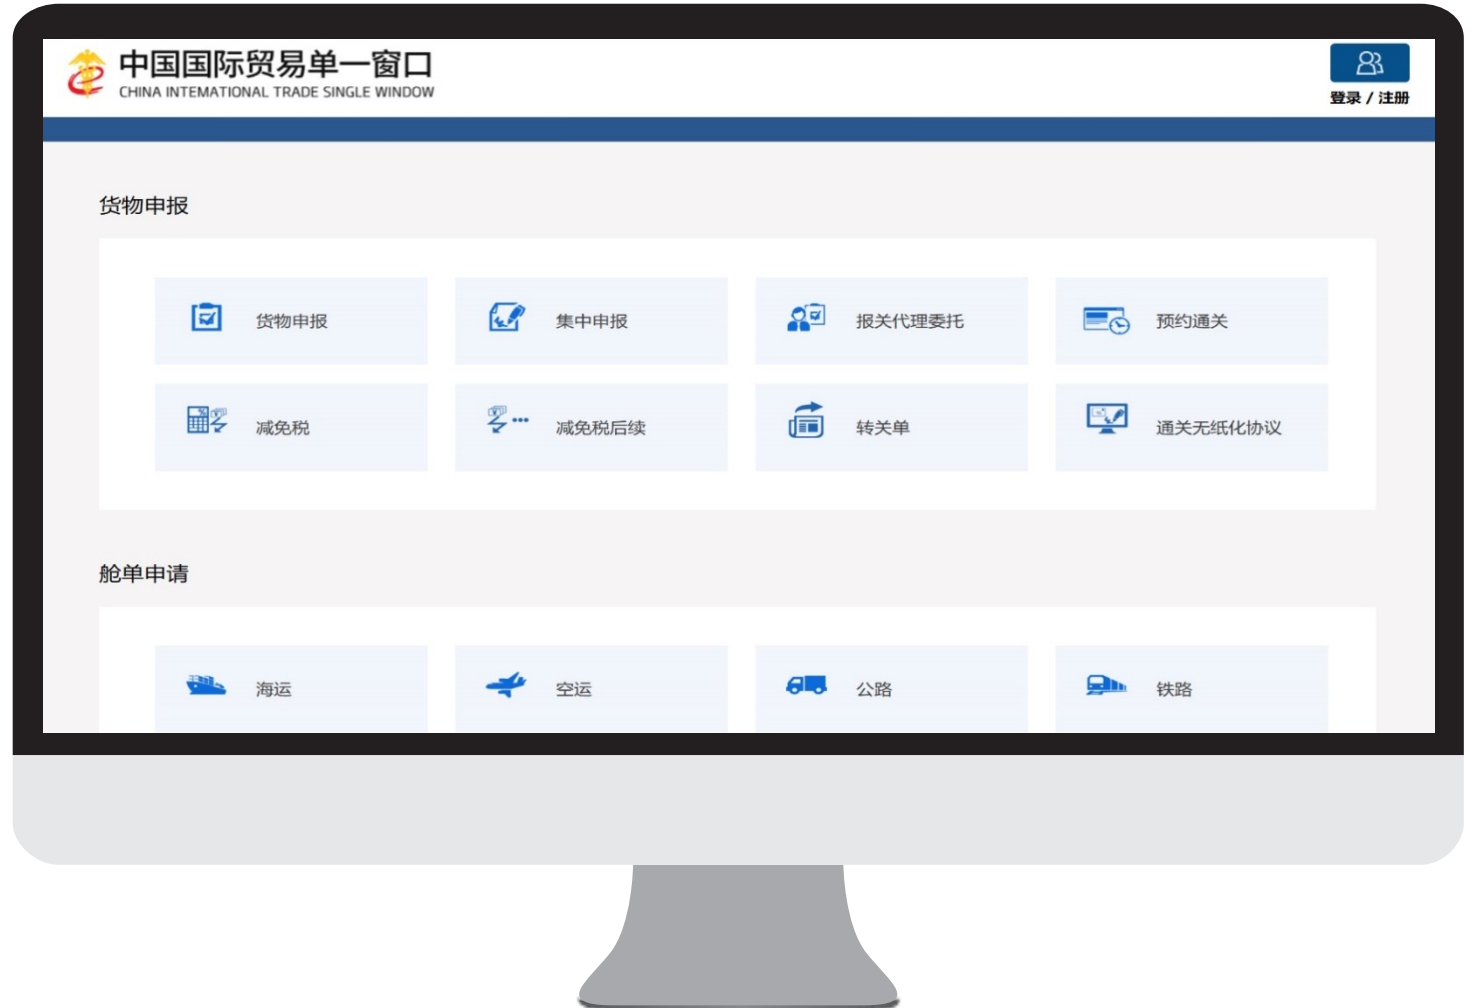 中国国际贸易单一窗口
CHINA INTEMATIONAL TRADE SINGLE WINDOW
登录 / 注册
货物申报
货物申报
集中申报
报关代理委托
预约通关
减免税
减免税后续
转关单
通关无纸化协议
舱单申请
海运
空运
公路
铁路